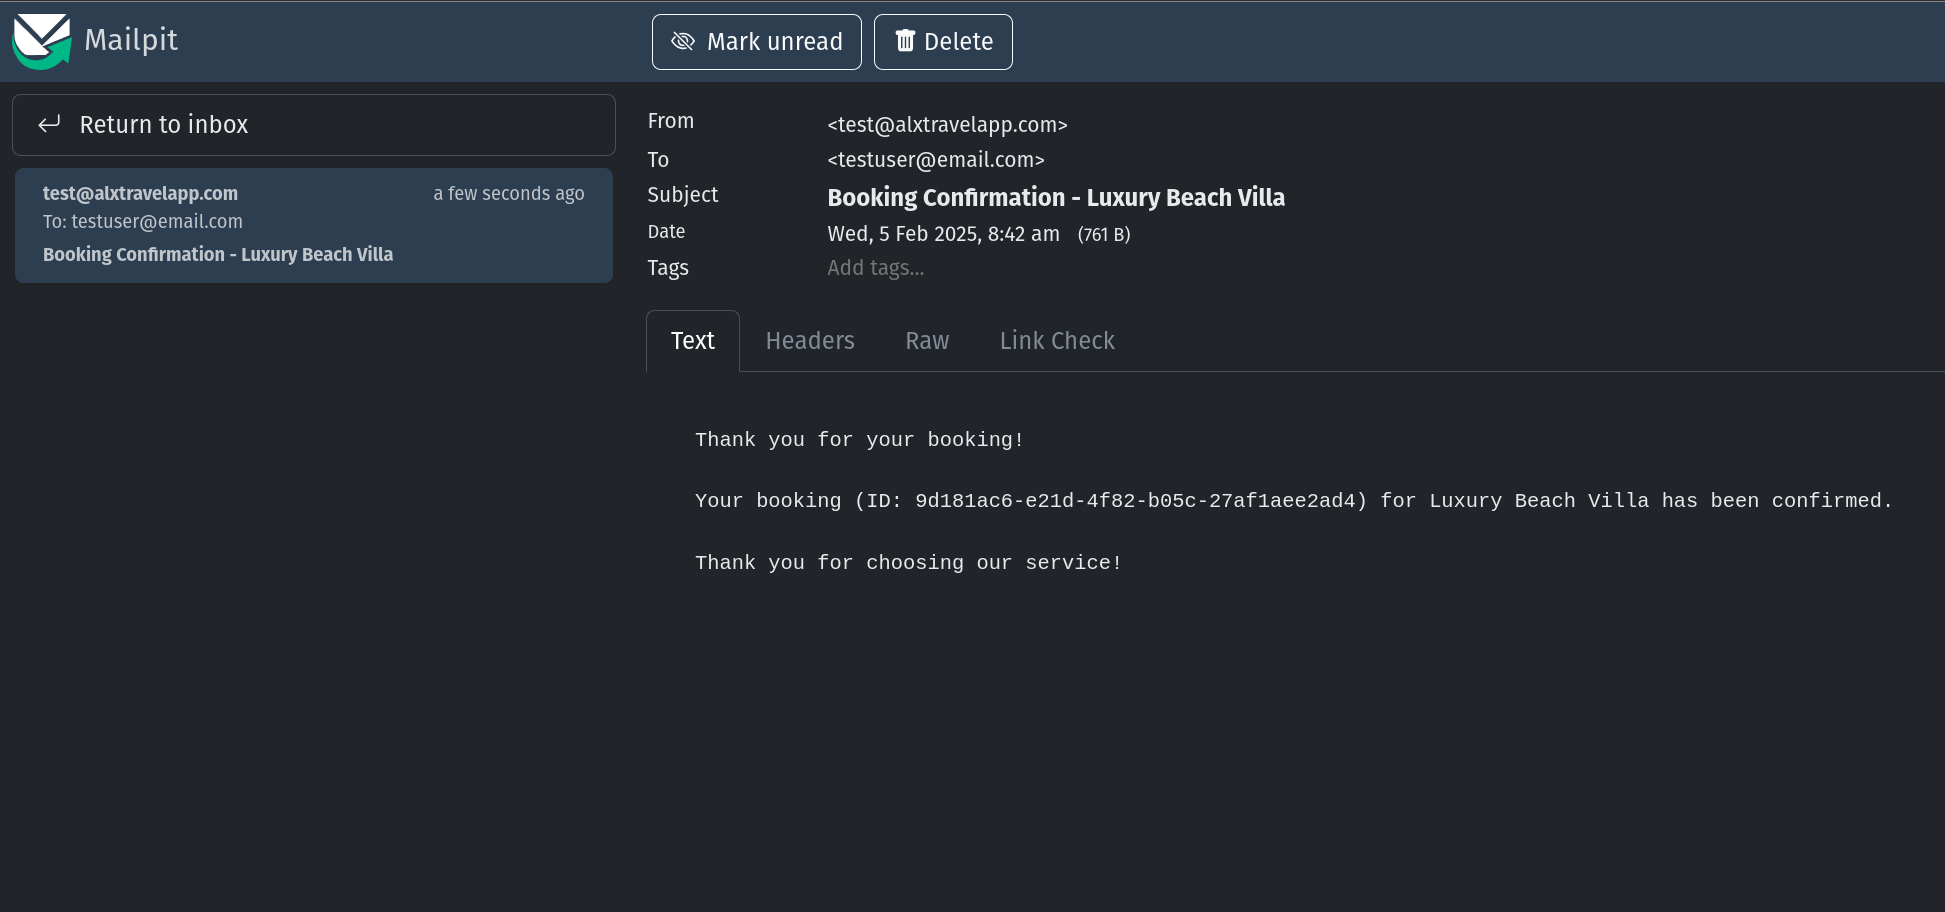 Mailpit
Mark unread
Delete
Return to inbox
test@alxtravelapp.com a few seconds ago
To: testuser@email.com
Booking Confirmation - Luxury Beach Villa
From <test@alxtravelapp.com>
To <testuser@email.com>
Subject Booking Confirmation - Luxury Beach Villa
Date Wed, 5 Feb 2025, 8:42 am (761 B)
Tags Add tags...
Text Headers Raw Link Check
Thank you for your booking!
Your booking (ID: 9d181ac6-e21d-4f82-b05c-27af1aee2ad4) for Luxury Beach Villa has been confirmed.
Thank you for choosing our service!